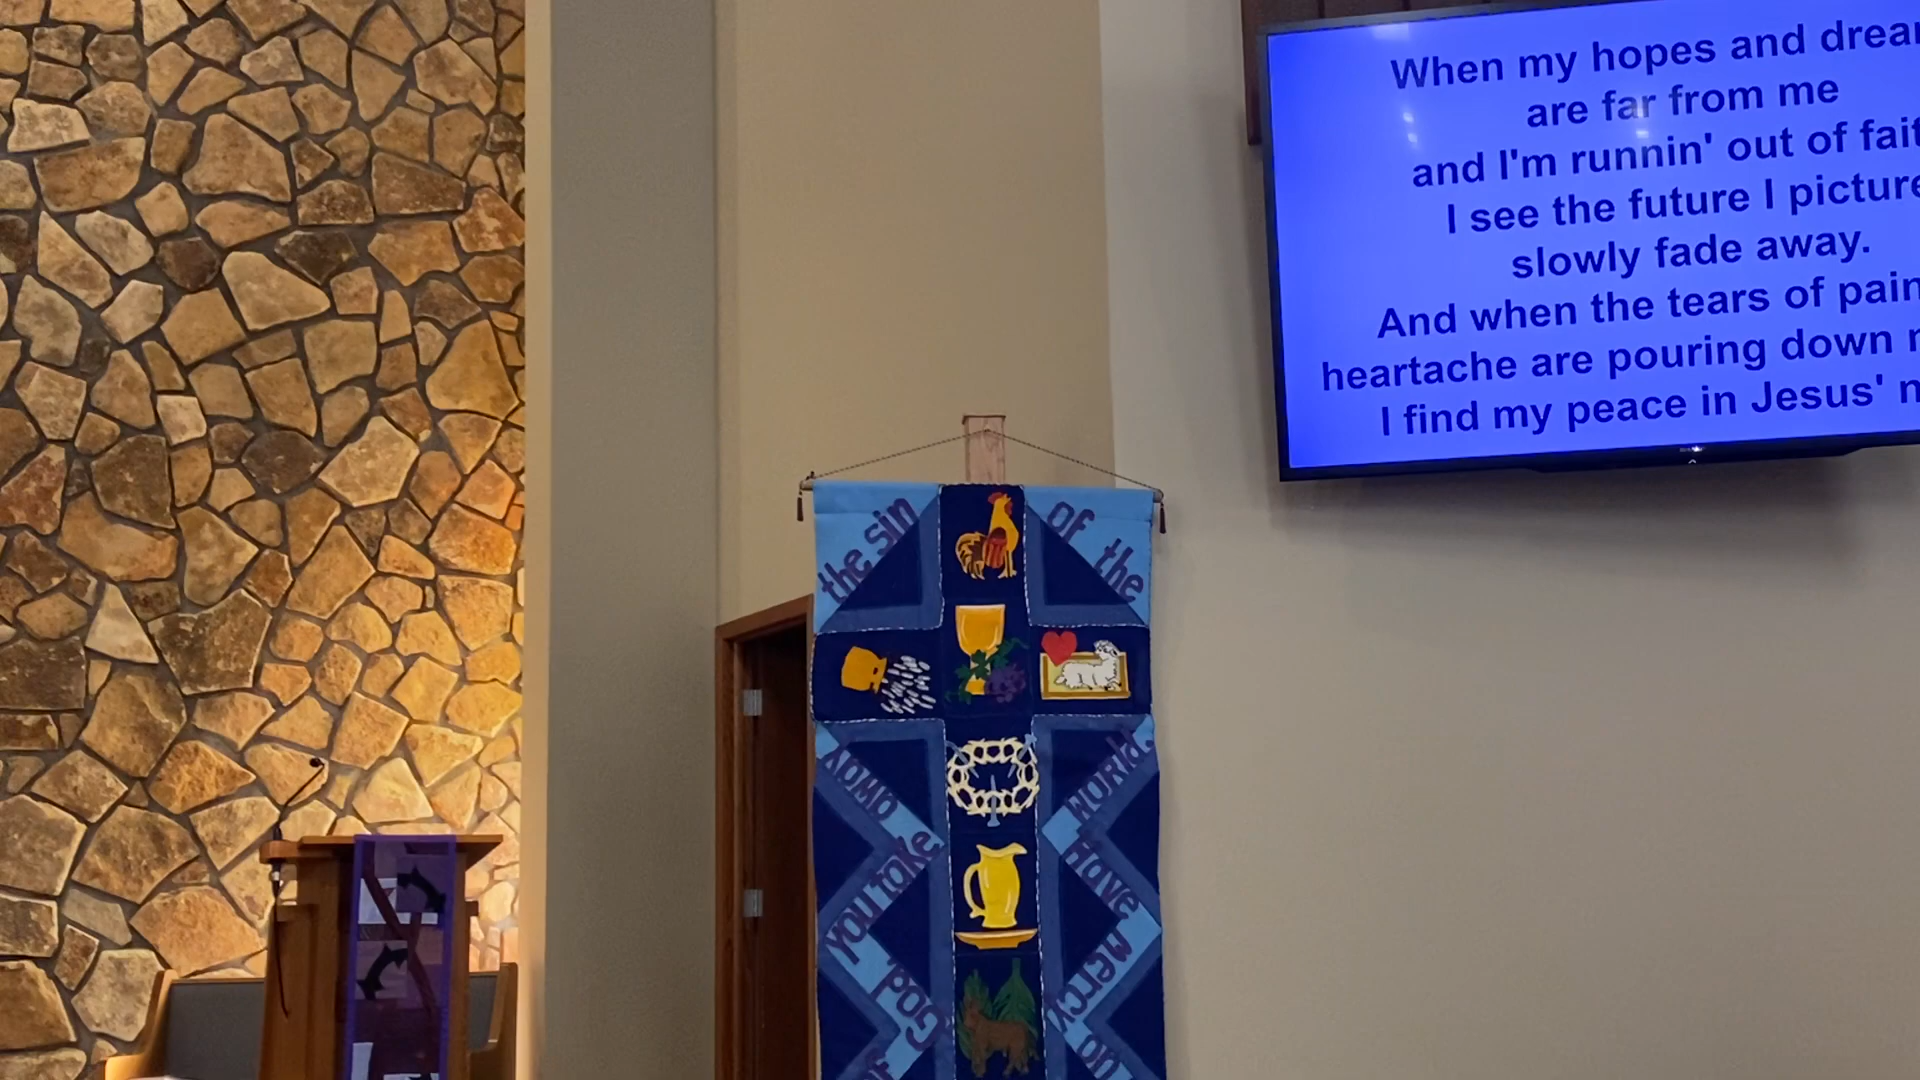 When my hopes and
are far from me
and I'm runnin' out of
I see the future I picture
slowly fade away.
And when the tears of pain
heartache are pouring down
I find my peace in Jesus'
the sin
of the
world.
Have
mercy
on
You take
God